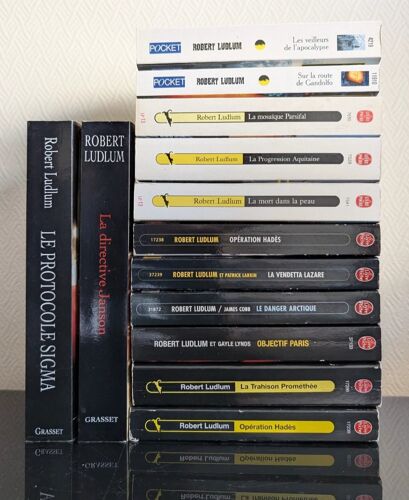 Robert Ludlum
LE PROTOCOLE SIGMA
GRASSET
ROBERT
LUDLUM
La directive Janson
GRASSET
POCKET
ROBERT LUDLUM
Les veilleurs
de l'apocalypse
4219
POCKET
ROBERT LUDLUM
Sur la route
de Gandolfo
Robert Ludlum
La mosaïque Parsifal
Robert Ludlum
La Progression Aquitaine
Robert Ludlum
La mort dans la peau
17238
ROBERT LUDLUM
OPÉRATION HADÈS
37239
ROBERT LUDLUM ET PATRICK LARKIN
LA VENDETTA LAZARE
31872
ROBERT LUDLUM / JAMES COBB
LE DANGER ARCTIQUE
ROBERT LUDLUM ET GAYLE LYNDS
OBJECTIF PARIS
Robert Ludlum
La Trahison Prométhée
Robert Ludlum
Opération Hadès